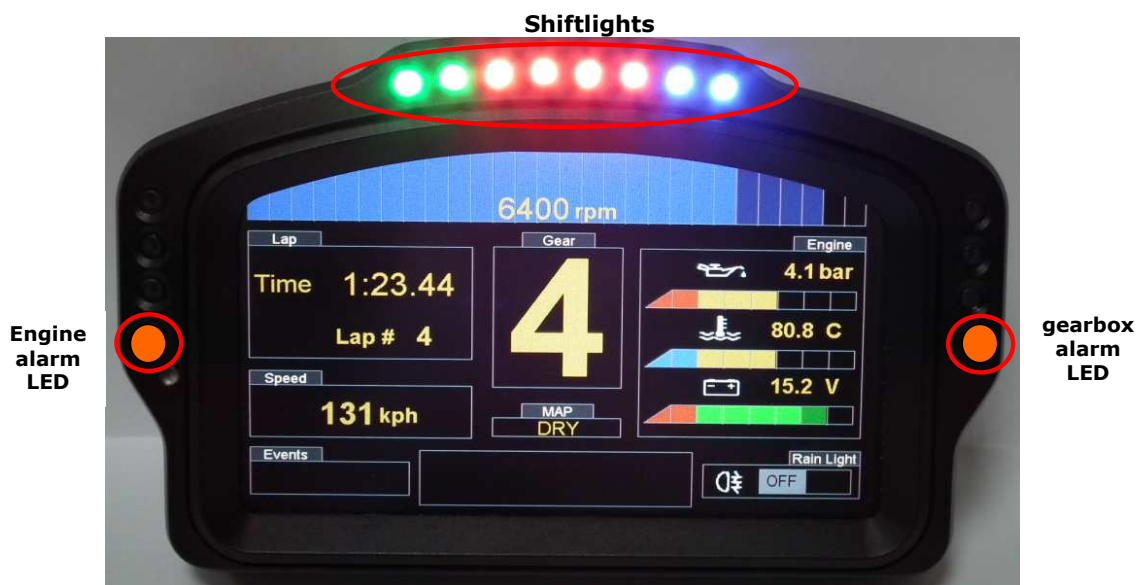 Shiftlights
6400 rpm
Lap
Time 1:23.44
Lap # 4
Speed
131 kph
Events
Gear
4
MAP
DRY
Engine
4.1 bar
80.8 C
15.2 V
Rain Light
OFF
Engine
alarm
LED
gearbox
alarm
LED